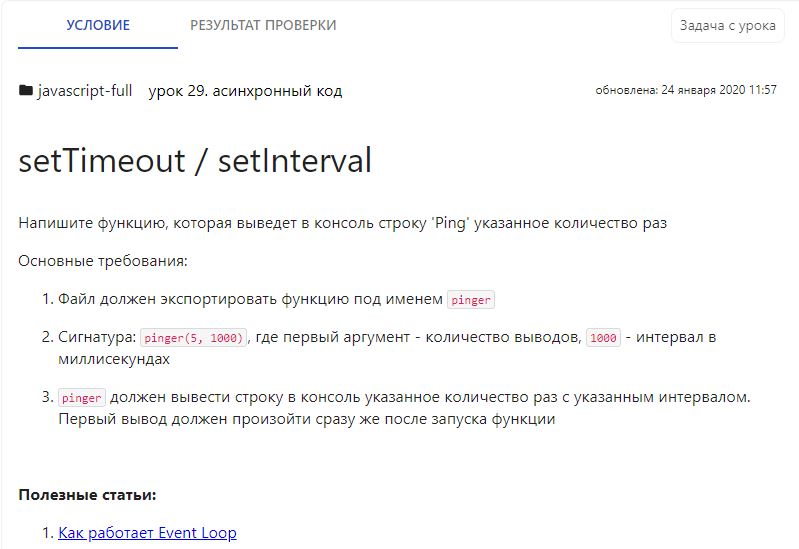 УСЛОВИЕ РЕЗУЛЬТАТ ПРОВЕРКИ Задача с урока
javascript-full урок 29. асинхронный код обновлена: 24 января 2020 11:57
setTimeout / setInterval
Напишите функцию, которая выведет в консоль строку 'Ping' указанное количество раз
Основные требования:
1. Файл должен экспортировать функцию под именем pinger
2. Сигнатура: pinger(5, 1000), где первый аргумент - количество выводов, 1000 - интервал в
миллисекундах
3. pinger должен вывести строку в консоль указанное количество раз с указанным интервалом.
Первый вывод должен произойти сразу же после запуска функции
Полезные статьи:
1. Как работает Event Loop